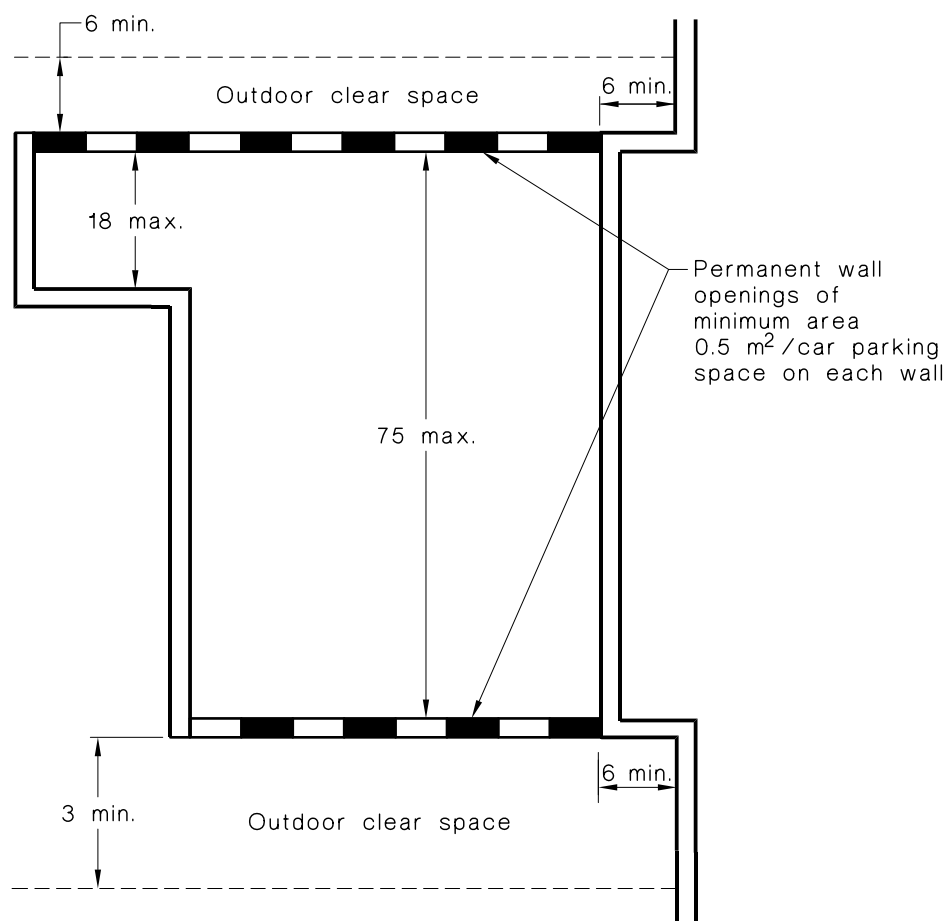 6 min.
Outdoor clear space
6 min.
18 max.
Permanent wall
openings of
minimum area
0.5 m²/car parking
space on each wall
75 max.
6 min.
3 min.
Outdoor clear space